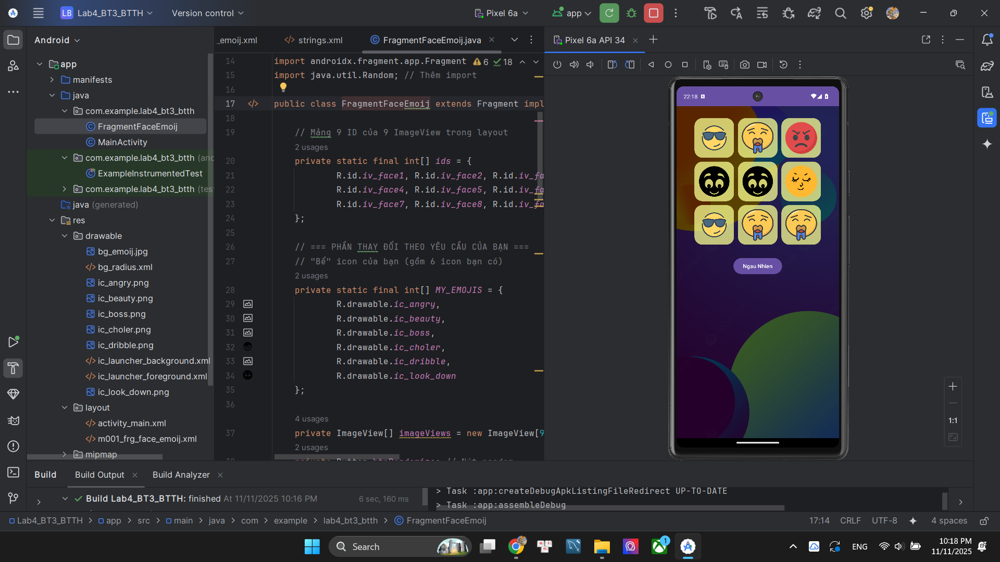 LB Lab4_BT3_BTTH Version control Pixel 6a app
Android
app
manifests
java
com.example.lab4_bt3_btth
FragmentFaceEmoij
MainActivity
com.example.lab4_bt3_btth (and
ExampleInstrumentedTest
com.example.lab4_bt3_btth (tes
java (generated)
res
drawable
bg_emoij.jpg
bg_radius.xml
ic_angry.png
ic_beauty.png
ic_boss.png
ic_choler.png
ic_dribble.png
ic_launcher_background.xml
ic_launcher_foreground.xml
ic_look_down.png
layout
activity_main.xml
m001_frg_face_emoij.xml
mipmap
_emoij.xml strings.xml FragmentFaceEmoij.java
6 18
14 import androidx.fragment.app.Fragment
15 import java.util.Random; // Thêm import
16
17 public class FragmentFaceEmoij extends Fragment impl
18
19 // Mảng 9 ID của 9 ImageView trong layout
2 usages
20 private static final int[] ids = {
21 R.id.iv_face1, R.id.iv_face2, R.id.iv_fa
22 R.id.iv_face4, R.id.iv_face5, R.id.iv_fa
23 R.id.iv_face7, R.id.iv_face8, R.id.iv_fa
24 };
25
26 // === PHẦN THAY ĐỔI THEO YÊU CẦU CỦA BẠN ===
27 // "Bể" icon của bạn (gồm 6 icon bạn có)
2 usages
28 private static final int[] MY_EMOJIS = {
29 R.drawable.ic_angry,
30 R.drawable.ic_beauty,
31 R.drawable.ic_boss,
32 R.drawable.ic_choler,
33 R.drawable.ic_dribble,
34 R.drawable.ic_look_down
35 };
36
4 usages
37 private ImageView[] imageViews = new ImageView[9
2 usages
Pixel 6a API 34
22:18
Ngau Nhien
1:1
Build Build Output Build Analyzer
Build Lab4_BT3_BTTH: finished At 11/11/2025 10:16 PM 6 sec, 160 ms
> Task :app:createDebugApkListingFileRedirect UP-TO-DATE
> Task :app:assembleDebug
Lab4_BT3_BTTH > app > src > main > java > com > example > lab4_bt3_btth > FragmentFaceEmoij
17:14 CRLF UTF-8 4 spaces
Search
1
ENG
10:18 PM
11/11/2025